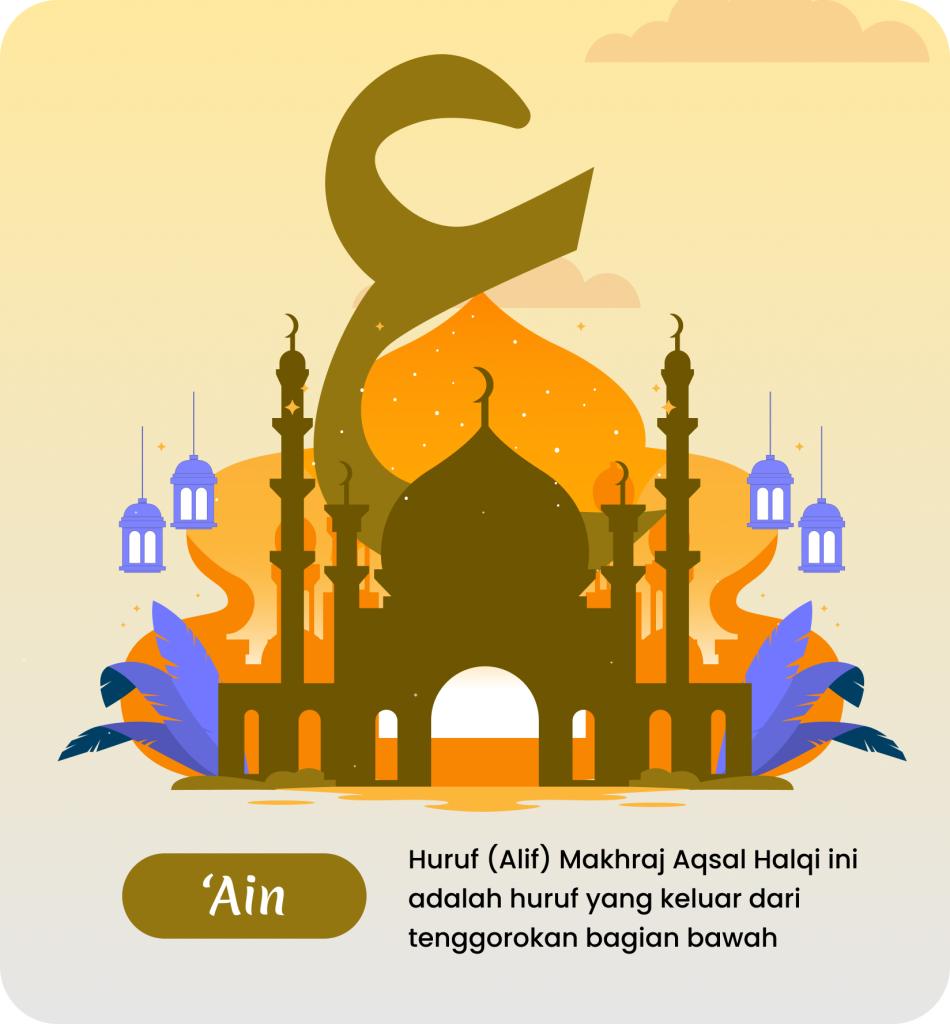 ع
‘Ain
Huruf (Alif) Makhraj Aqsal Halqi ini
adalah huruf yang keluar dari
tenggorokan bagian bawah